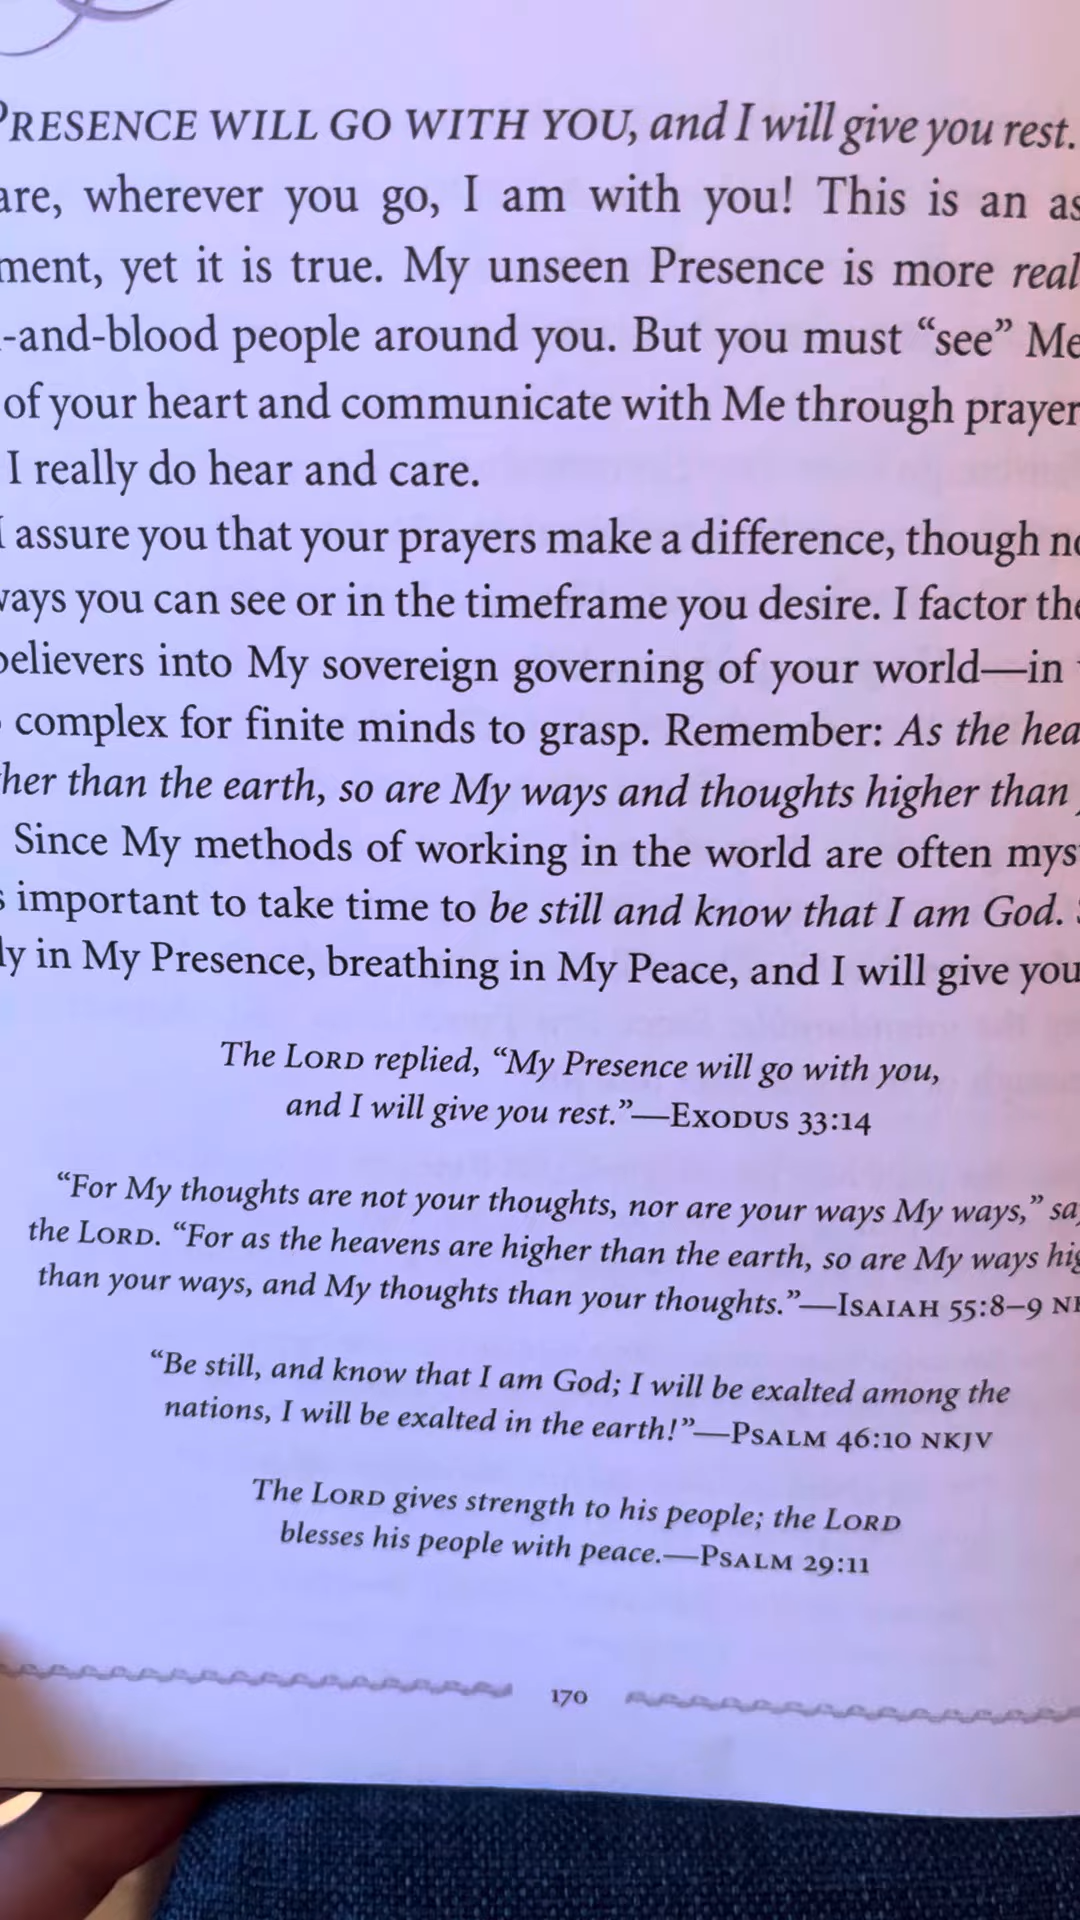 PRESENCE WILL GO WITH YOU, and I will give you rest.
are, wherever you go, I am with you! This is an as
ment, yet it is true. My unseen Presence is more real
-and-blood people around you. But you must “see” Me
of your heart and communicate with Me through prayer
I really do hear and care.
I assure you that your prayers make a difference, though no
ways you can see or in the timeframe you desire. I factor the
believers into My sovereign governing of your world—in
complex for finite minds to grasp. Remember: As the hea
her than the earth, so are My ways and thoughts higher than
Since My methods of working in the world are often mys
s important to take time to be still and know that I am God.
ly in My Presence, breathing in My Peace, and I will give you
The LORD replied, “My Presence will go with you,
and I will give you rest.”—EXODUS 33:14
“For My thoughts are not your thoughts, nor are your ways My ways,” sa
the LORD. “For as the heavens are higher than the earth, so are My ways hig
than your ways, and My thoughts than your thoughts.”—ISAIAH 55:8–9 NK
“Be still, and know that I am God; I will be exalted among the
nations, I will be exalted in the earth!”—PSALM 46:10 NKJV
The LORD gives strength to his people; the LORD
blesses his people with peace.—PSALM 29:11
170